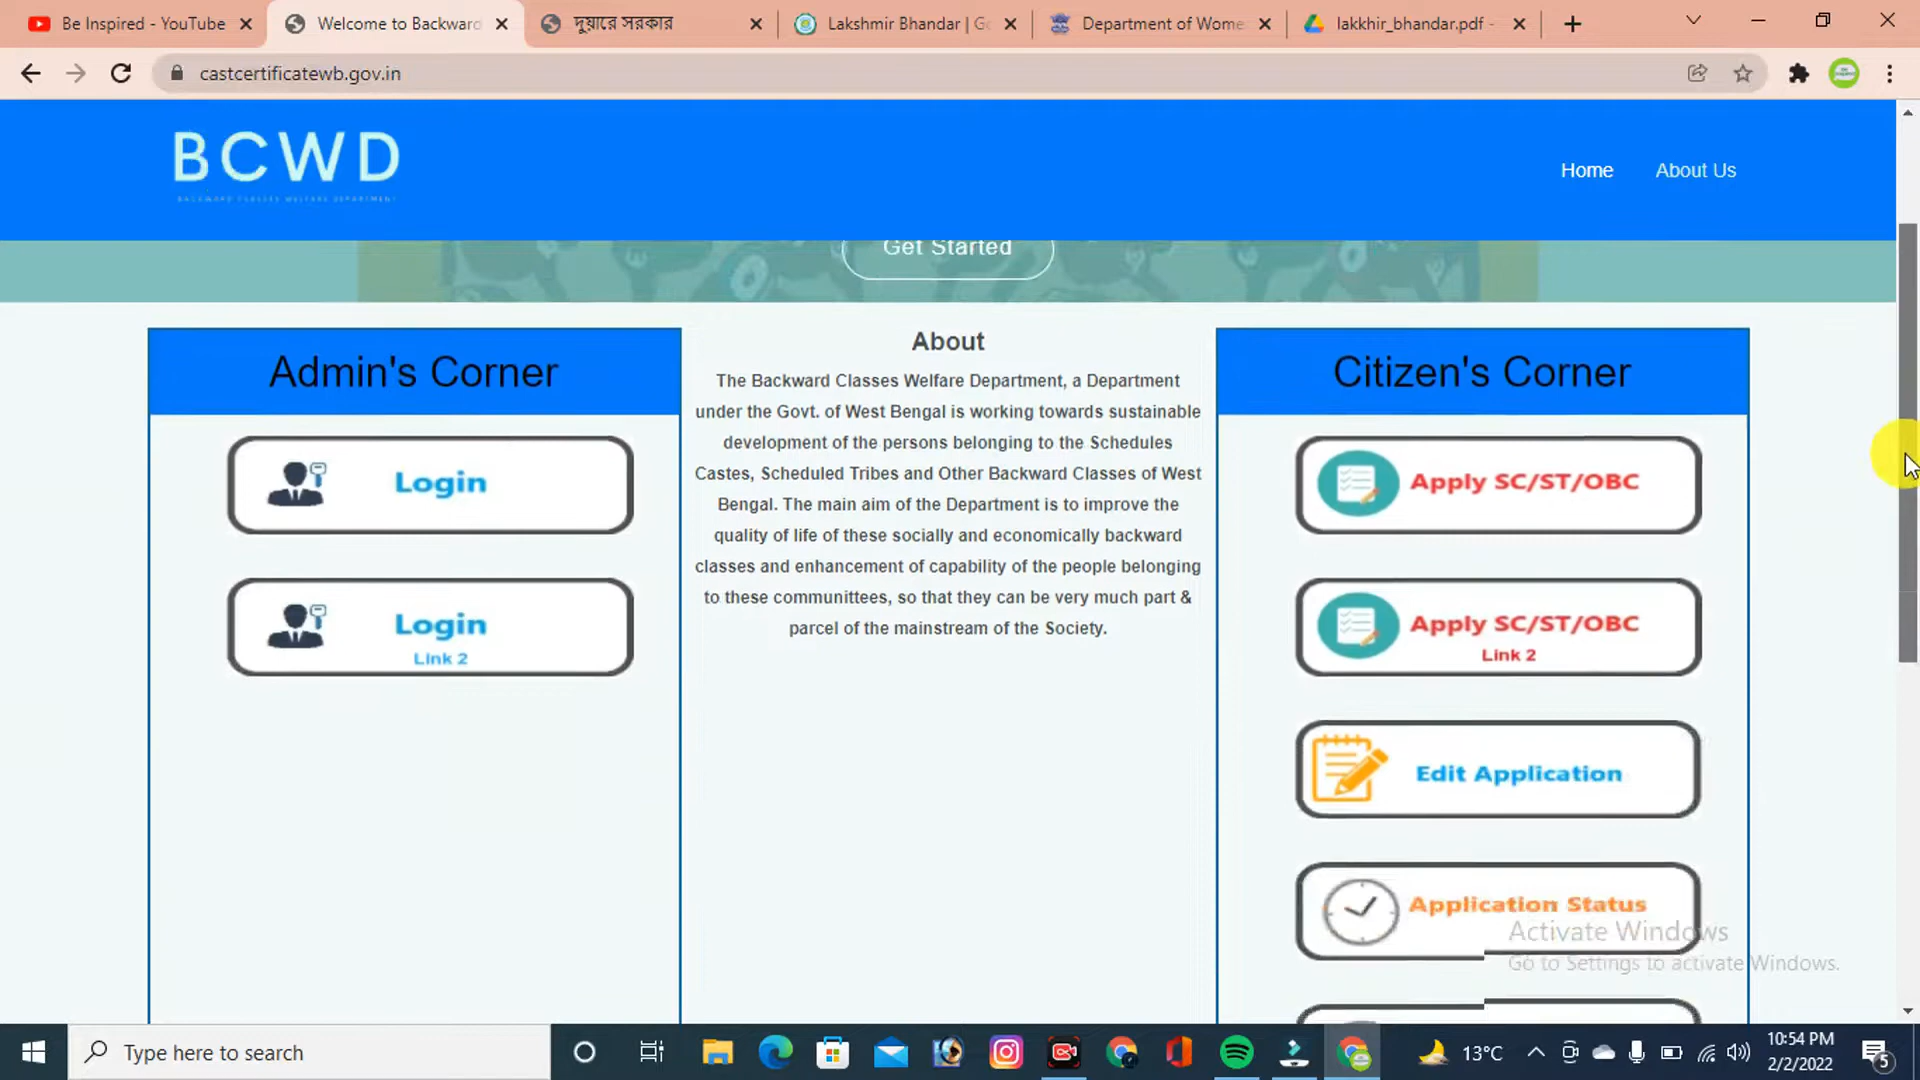 Be Inspired - YouTube
Welcome to Backward
দুয়ারে সরকার
Lakshmir Bhandar | Go
Department of Wome
lakkhir_bhandar.pdf -
castcertificatewb.gov.in
BCWD
BACKWARD CLASSES WELFARE DEPARTMENT
Home
About Us
Get Started
Admin's Corner
Login
Login
Link 2
About
The Backward Classes Welfare Department, a Department
under the Govt. of West Bengal is working towards sustainable
development of the persons belonging to the Schedules
Castes, Scheduled Tribes and Other Backward Classes of West
Bengal. The main aim of the Department is to improve the
quality of life of these socially and economically backward
classes and enhancement of capability of the people belonging
to these communittees, so that they can be very much part &
parcel of the mainstream of the Society.
Citizen's Corner
Apply SC/ST/OBC
Apply SC/ST/OBC
Link 2
Edit Application
Application Status
Activate Windows
Go to Settings to activate Windows.
Type here to search
13°C
10:54 PM
2/2/2022
5